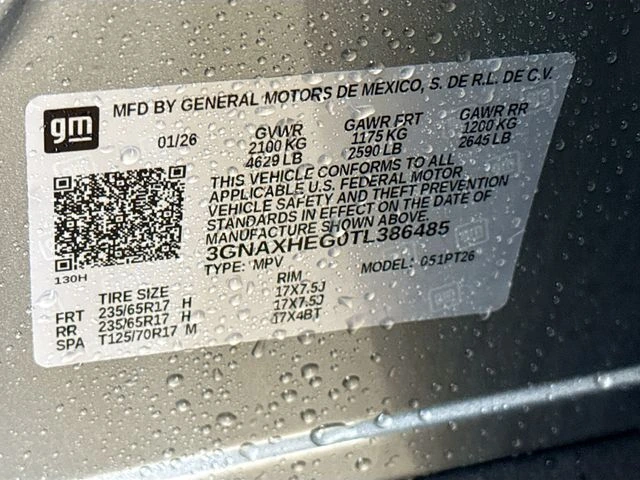 gm
MFD BY GENERAL MOTORS DE MEXICO, S. DE R.L. DE C.V.
01/26 GVWR GAWR FRT GAWR RR
2100 KG 1175 KG 1200 KG
4629 LB 2590 LB 2645 LB
THIS VEHICLE CONFORMS TO ALL
APPLICABLE U.S. FEDERAL MOTOR
VEHICLE SAFETY AND THEFT PREVENTION
STANDARDS IN EFFECT ON THE DATE OF
MANUFACTURE SHOWN ABOVE.
3GNAXHEG0TL386485
TYPE: MPV MODEL: 051PT26
130H
TIRE SIZE RIM
FRT 235/65R17 H 17X7.5J
RR 235/65R17 H 17X7.5J
SPA T125/70R17 M 17X4BT